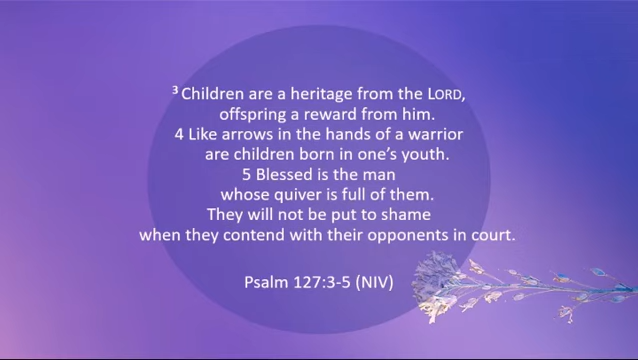 ³ Children are a heritage from the LORD,
offspring a reward from him.
4 Like arrows in the hands of a warrior
are children born in one’s youth.
5 Blessed is the man
whose quiver is full of them.
They will not be put to shame
when they contend with their opponents in court.
Psalm 127:3-5 (NIV)